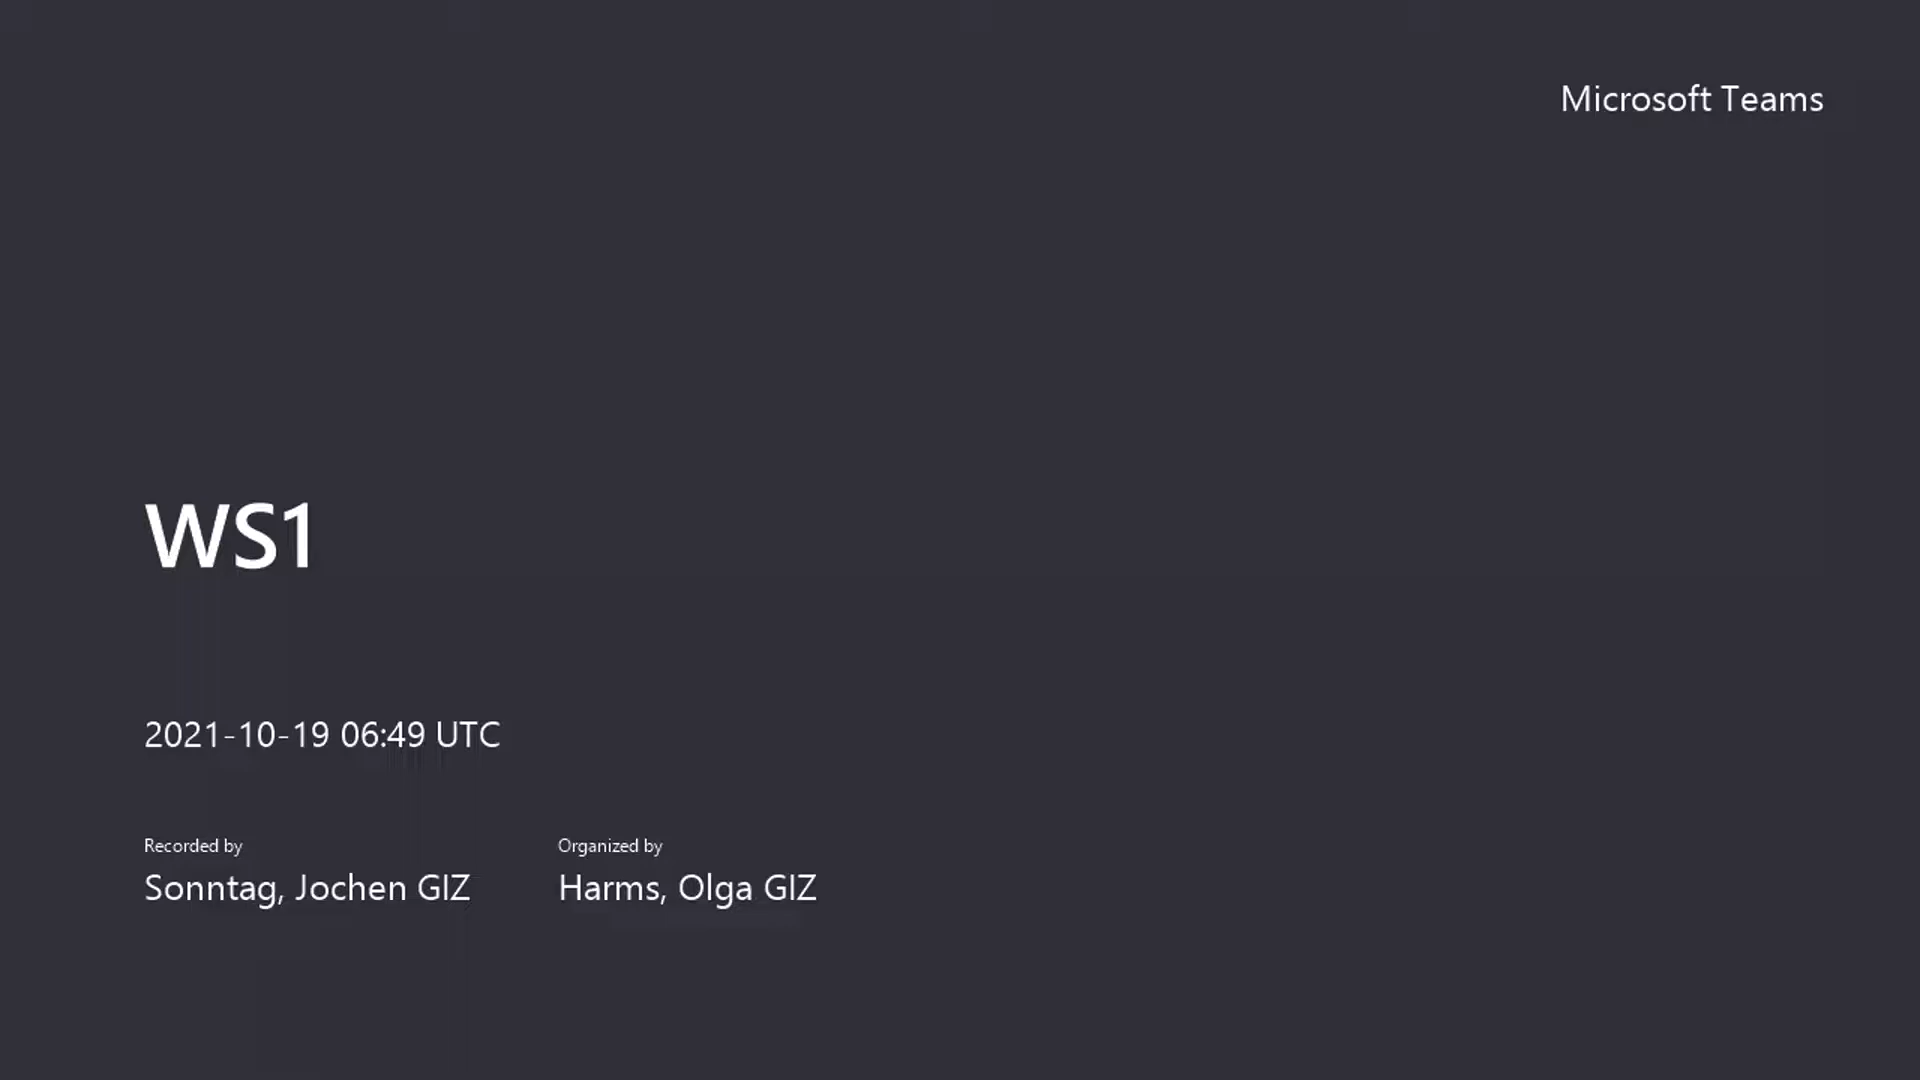 Microsoft Teams
WS1
2021-10-19 06:49 UTC
Recorded by
Sonntag, Jochen GIZ
Organized by
Harms, Olga GIZ